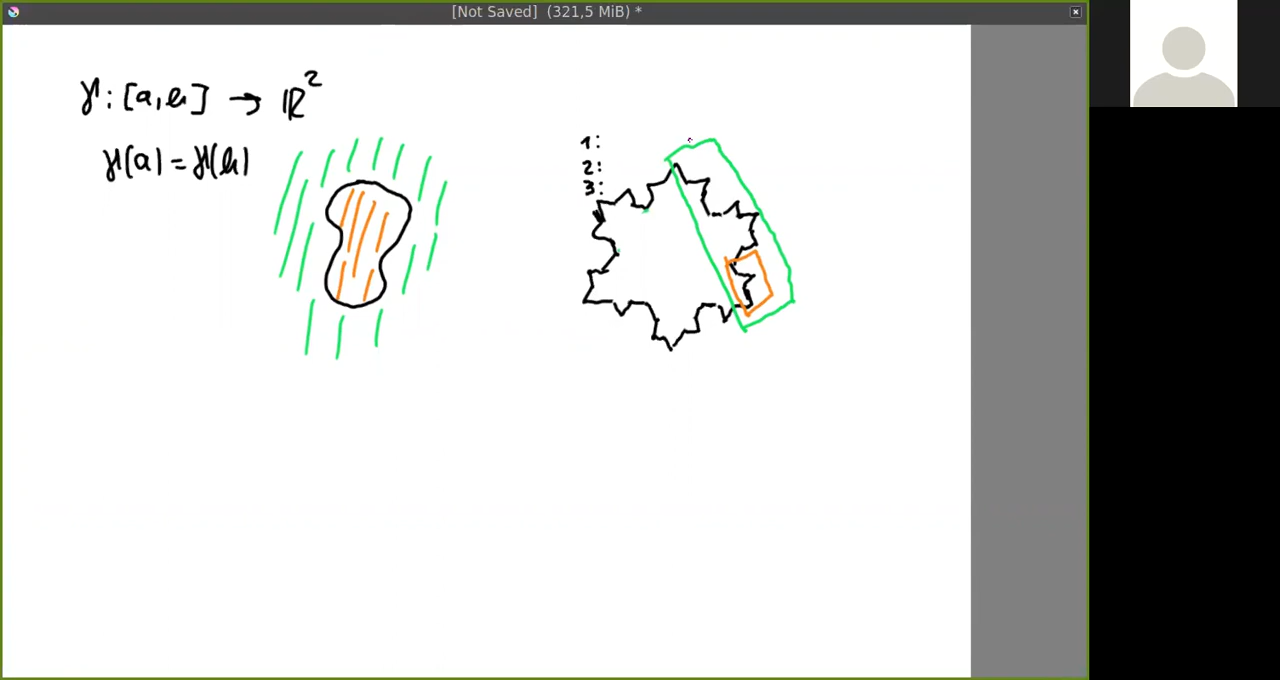 [Not Saved] (321,5 MiB) *
γ : [a,b] → ℝ²
γ(a) = γ(b)
1:
2:
3: